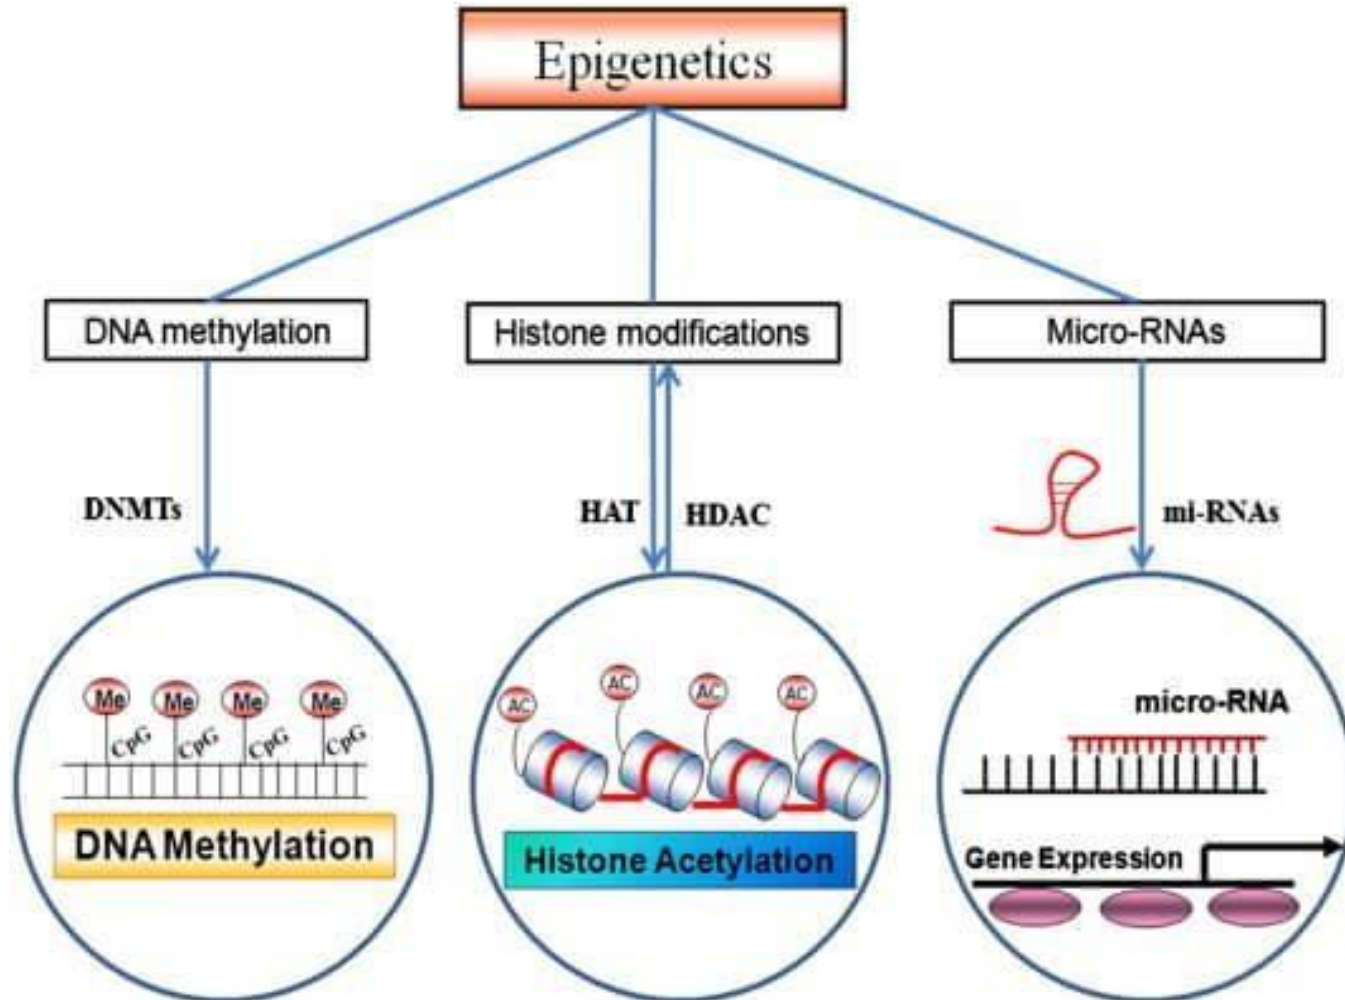 Epigenetics
DNA methylation
Histone modifications
Micro-RNAs
DNMTs
HAT
HDAC
mi-RNAs
Me
Me
Me
Me
CpG
CpG
CpG
CpG
DNA Methylation
AC
AC
AC
AC
Histone Acetylation
micro-RNA
Gene Expression